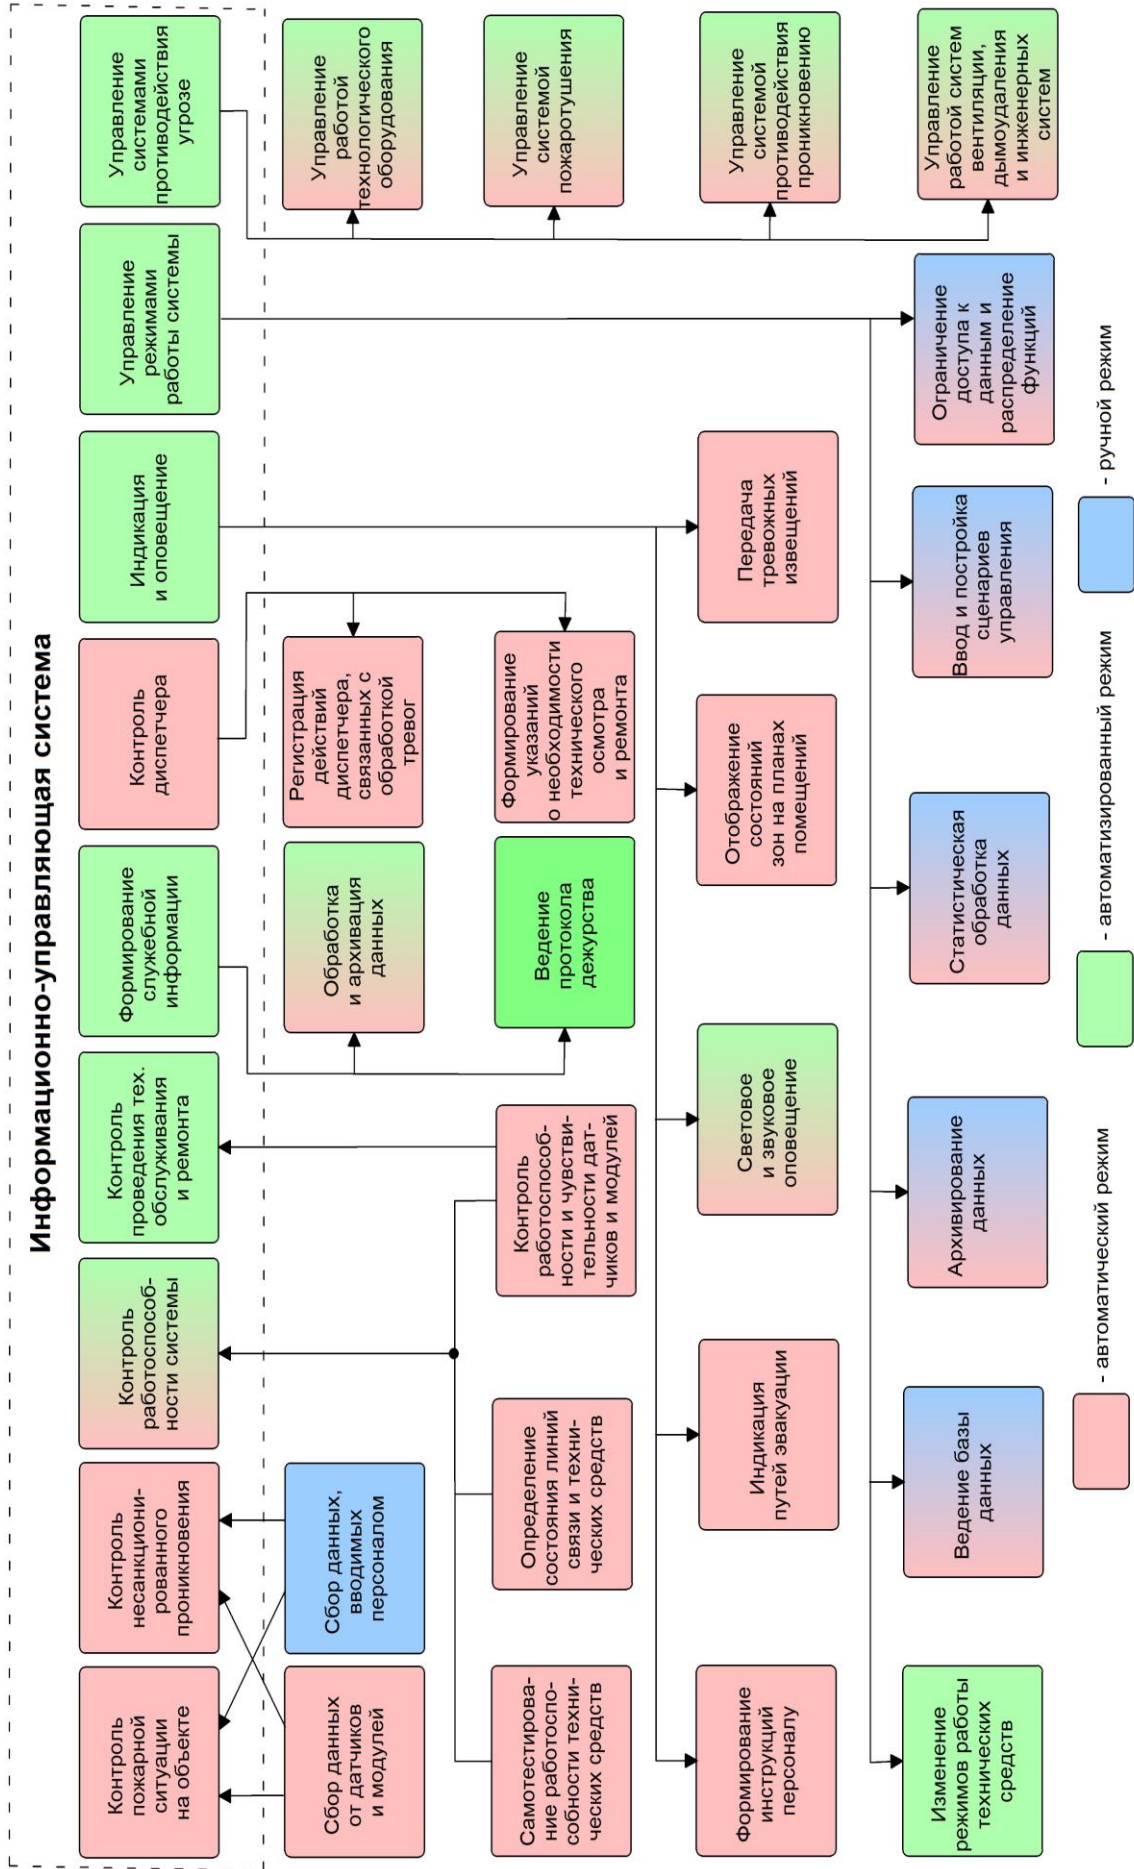 Информационно-управляющая система
Контроль
пожарной
ситуации
на объекте
Контроль
несанкциони-
рованного
проникновения
Контроль
работоспособ-
ности системы
Контроль
проведения тех.
обслуживания
и ремонта
Формирование
служебной
информации
Контроль
диспетчера
Индикация
и оповещение
Управление
режимами
работы системы
Управление
системами
противодействия
угрозе
Сбор данных
от датчиков
и модулей
Сбор данных,
вводимых
персоналом
Обработка
и архивация
данных
Регистрация
действий
диспетчера,
связанных с
обработкой
тревог
Управление
работой
технологического
оборудования
Самотестирова-
ние работоспо-
собности техни-
ческих средств
Определение
состояния линий
связи и техни-
ческих средств
Контроль
работоспособ-
ности и чувстви-
тельности дат-
чиков и модулей
Ведение
протокола
дежурства
Формирование
указаний
о необходимости
технического
осмотра
и ремонта
Управление
системой
пожаротушения
Формирование
инструкций
персоналу
Индикация
путей эвакуации
Световое
и звуковое
оповещение
Отображение
состояний
зон на планах
помещений
Передача
тревожных
извещений
Управление
системой
противодействия
проникновению
Изменение
режимов работы
технических
средств
Ведение базы
данных
Архивирование
данных
Статистическая
обработка
данных
Ввод и постройка
сценариев
управления
Ограничение
доступа к
данным и
распределение
функций
Управление
работой систем
вентиляции,
дымоудаления
и инженерных
систем
- автоматический режим
- автоматизированный режим
- ручной режим